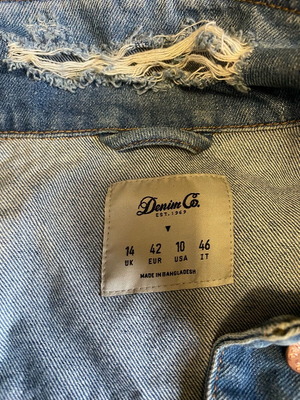 Denim Co.
EST. 1969
14 42 10 46
UK EUR USA IT
MADE IN BANGLADESH